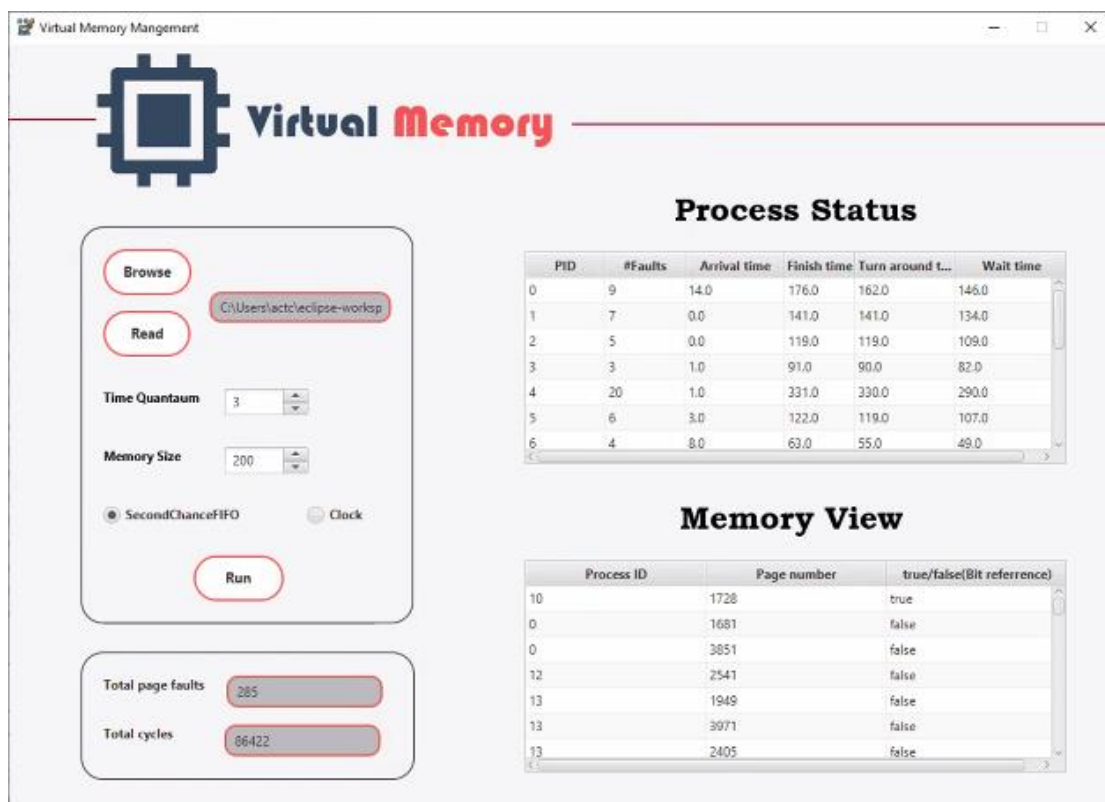 Virtual Memory Mangement
Virtual Memory
Browse
C:\Users\actc\eclipse-worksp
Read
Time Quantaum 3
Memory Size 200
SecondChanceFIFO Clock
Run
Total page faults 285
Total cycles 86422
Process Status
PID #Faults Arrival time Finish time Turn around t... Wait time
0 9 14.0 176.0 162.0 146.0
1 7 0.0 141.0 141.0 134.0
2 5 0.0 119.0 119.0 109.0
3 3 1.0 91.0 90.0 82.0
4 20 1.0 331.0 330.0 290.0
5 6 3.0 122.0 119.0 107.0
6 4 8.0 63.0 55.0 49.0
Memory View
Process ID Page number true/false(Bit referrence)
10 1728 true
0 1681 false
0 3851 false
12 2541 false
13 1949 false
13 3971 false
13 2405 false